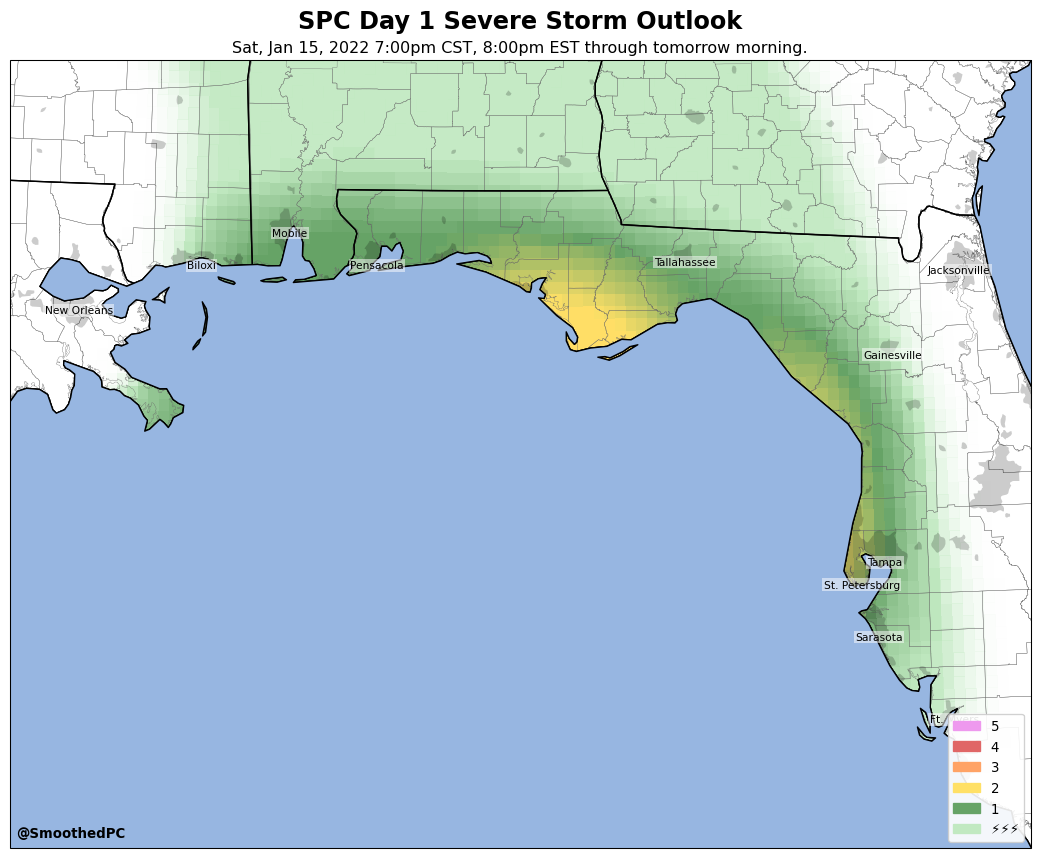 SPC Day 1 Severe Storm Outlook
Sat, Jan 15, 2022 7:00pm CST, 8:00pm EST through tomorrow morning.
Mobile
Biloxi
Pensacola
Tallahassee
Jacksonville
New Orleans
Gainesville
Tampa
St. Petersburg
Sarasota
Ft.
5
4
3
2
1
⚡⚡⚡
@SmoothedPC